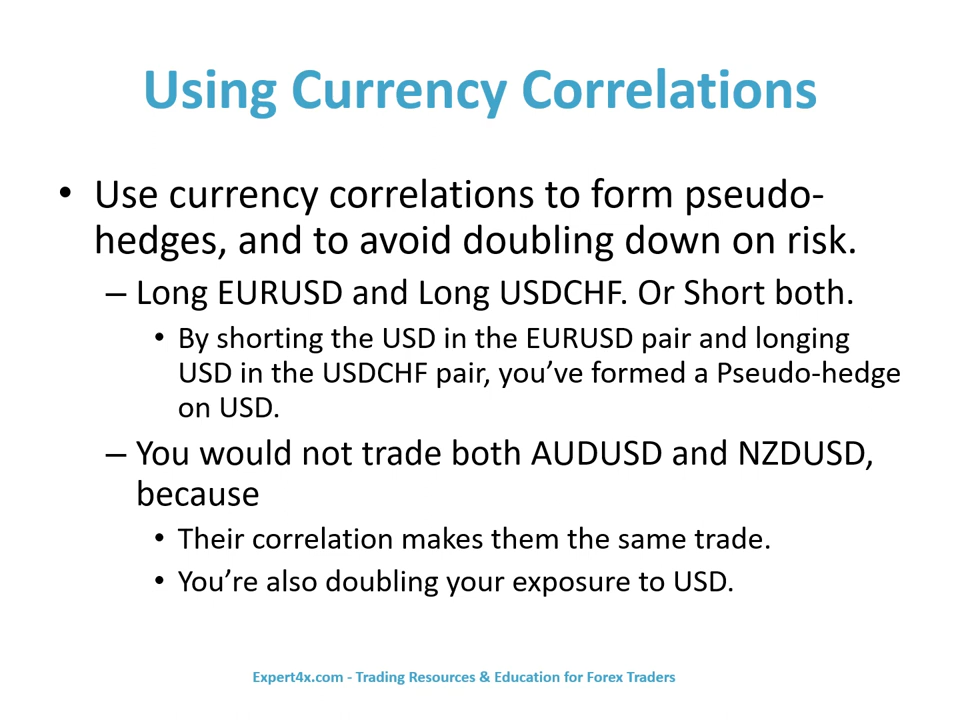 Using Currency Correlations
• Use currency correlations to form pseudo-
hedges, and to avoid doubling down on risk.
– Long EURUSD and Long USDCHF. Or Short both.
• By shorting the USD in the EURUSD pair and longing
USD in the USDCHF pair, you’ve formed a Pseudo-hedge
on USD.
– You would not trade both AUDUSD and NZDUSD,
because
• Their correlation makes them the same trade.
• You’re also doubling your exposure to USD.
Expert4x.com - Trading Resources & Education for Forex Traders